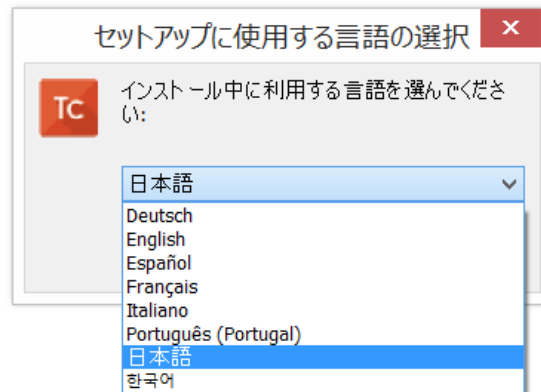 セットアップに使用する言語の選択
TC
インストール中に利用する言語を選んでくださ
い:
日本語
Deutsch
English
Español
Français
Italiano
Português (Portugal)
日本語
한국어